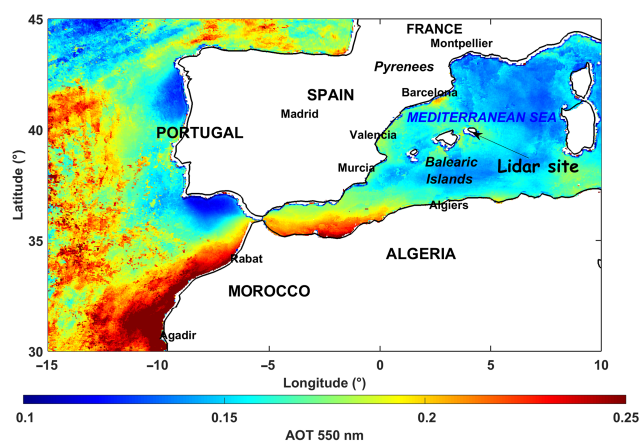 45
40
35
30
Latitude (°)
FRANCE
Montpellier
Pyrenees
Barcelona
SPAIN
MEDITERRANEAN SEA
Madrid
PORTUGAL
Valencia
Murcia
Balearic
Islands
Lidar site
Algiers
ALGERIA
Rabat
MOROCCO
Agadir
−15
−10
−5
0
5
10
Longitude (°)
0.1
0.15
0.2
0.25
AOT 550 nm